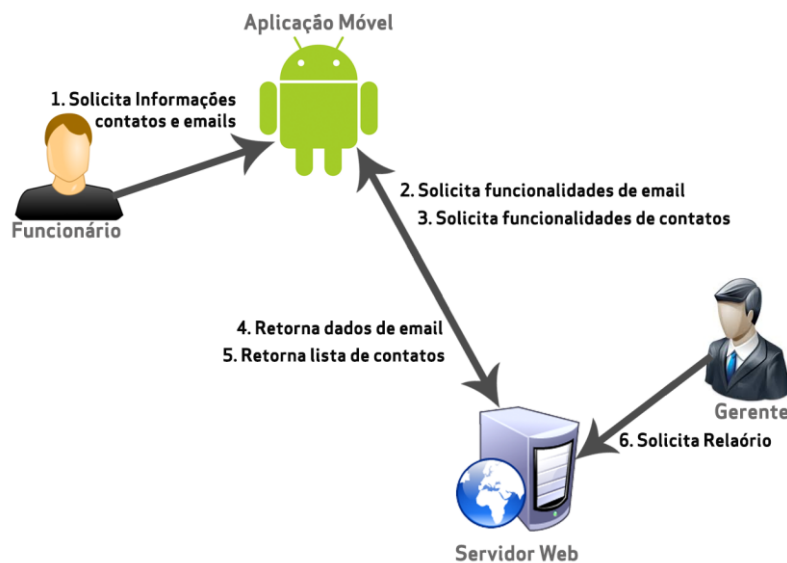 Aplicação Móvel
1. Solicita Informações
contatos e emails
Funcionário
2. Solicita funcionalidades de email
3. Solicita funcionalidades de contatos
4. Retorna dados de email
5. Retorna lista de contatos
Gerente
6. Solicita Relaório
Servidor Web